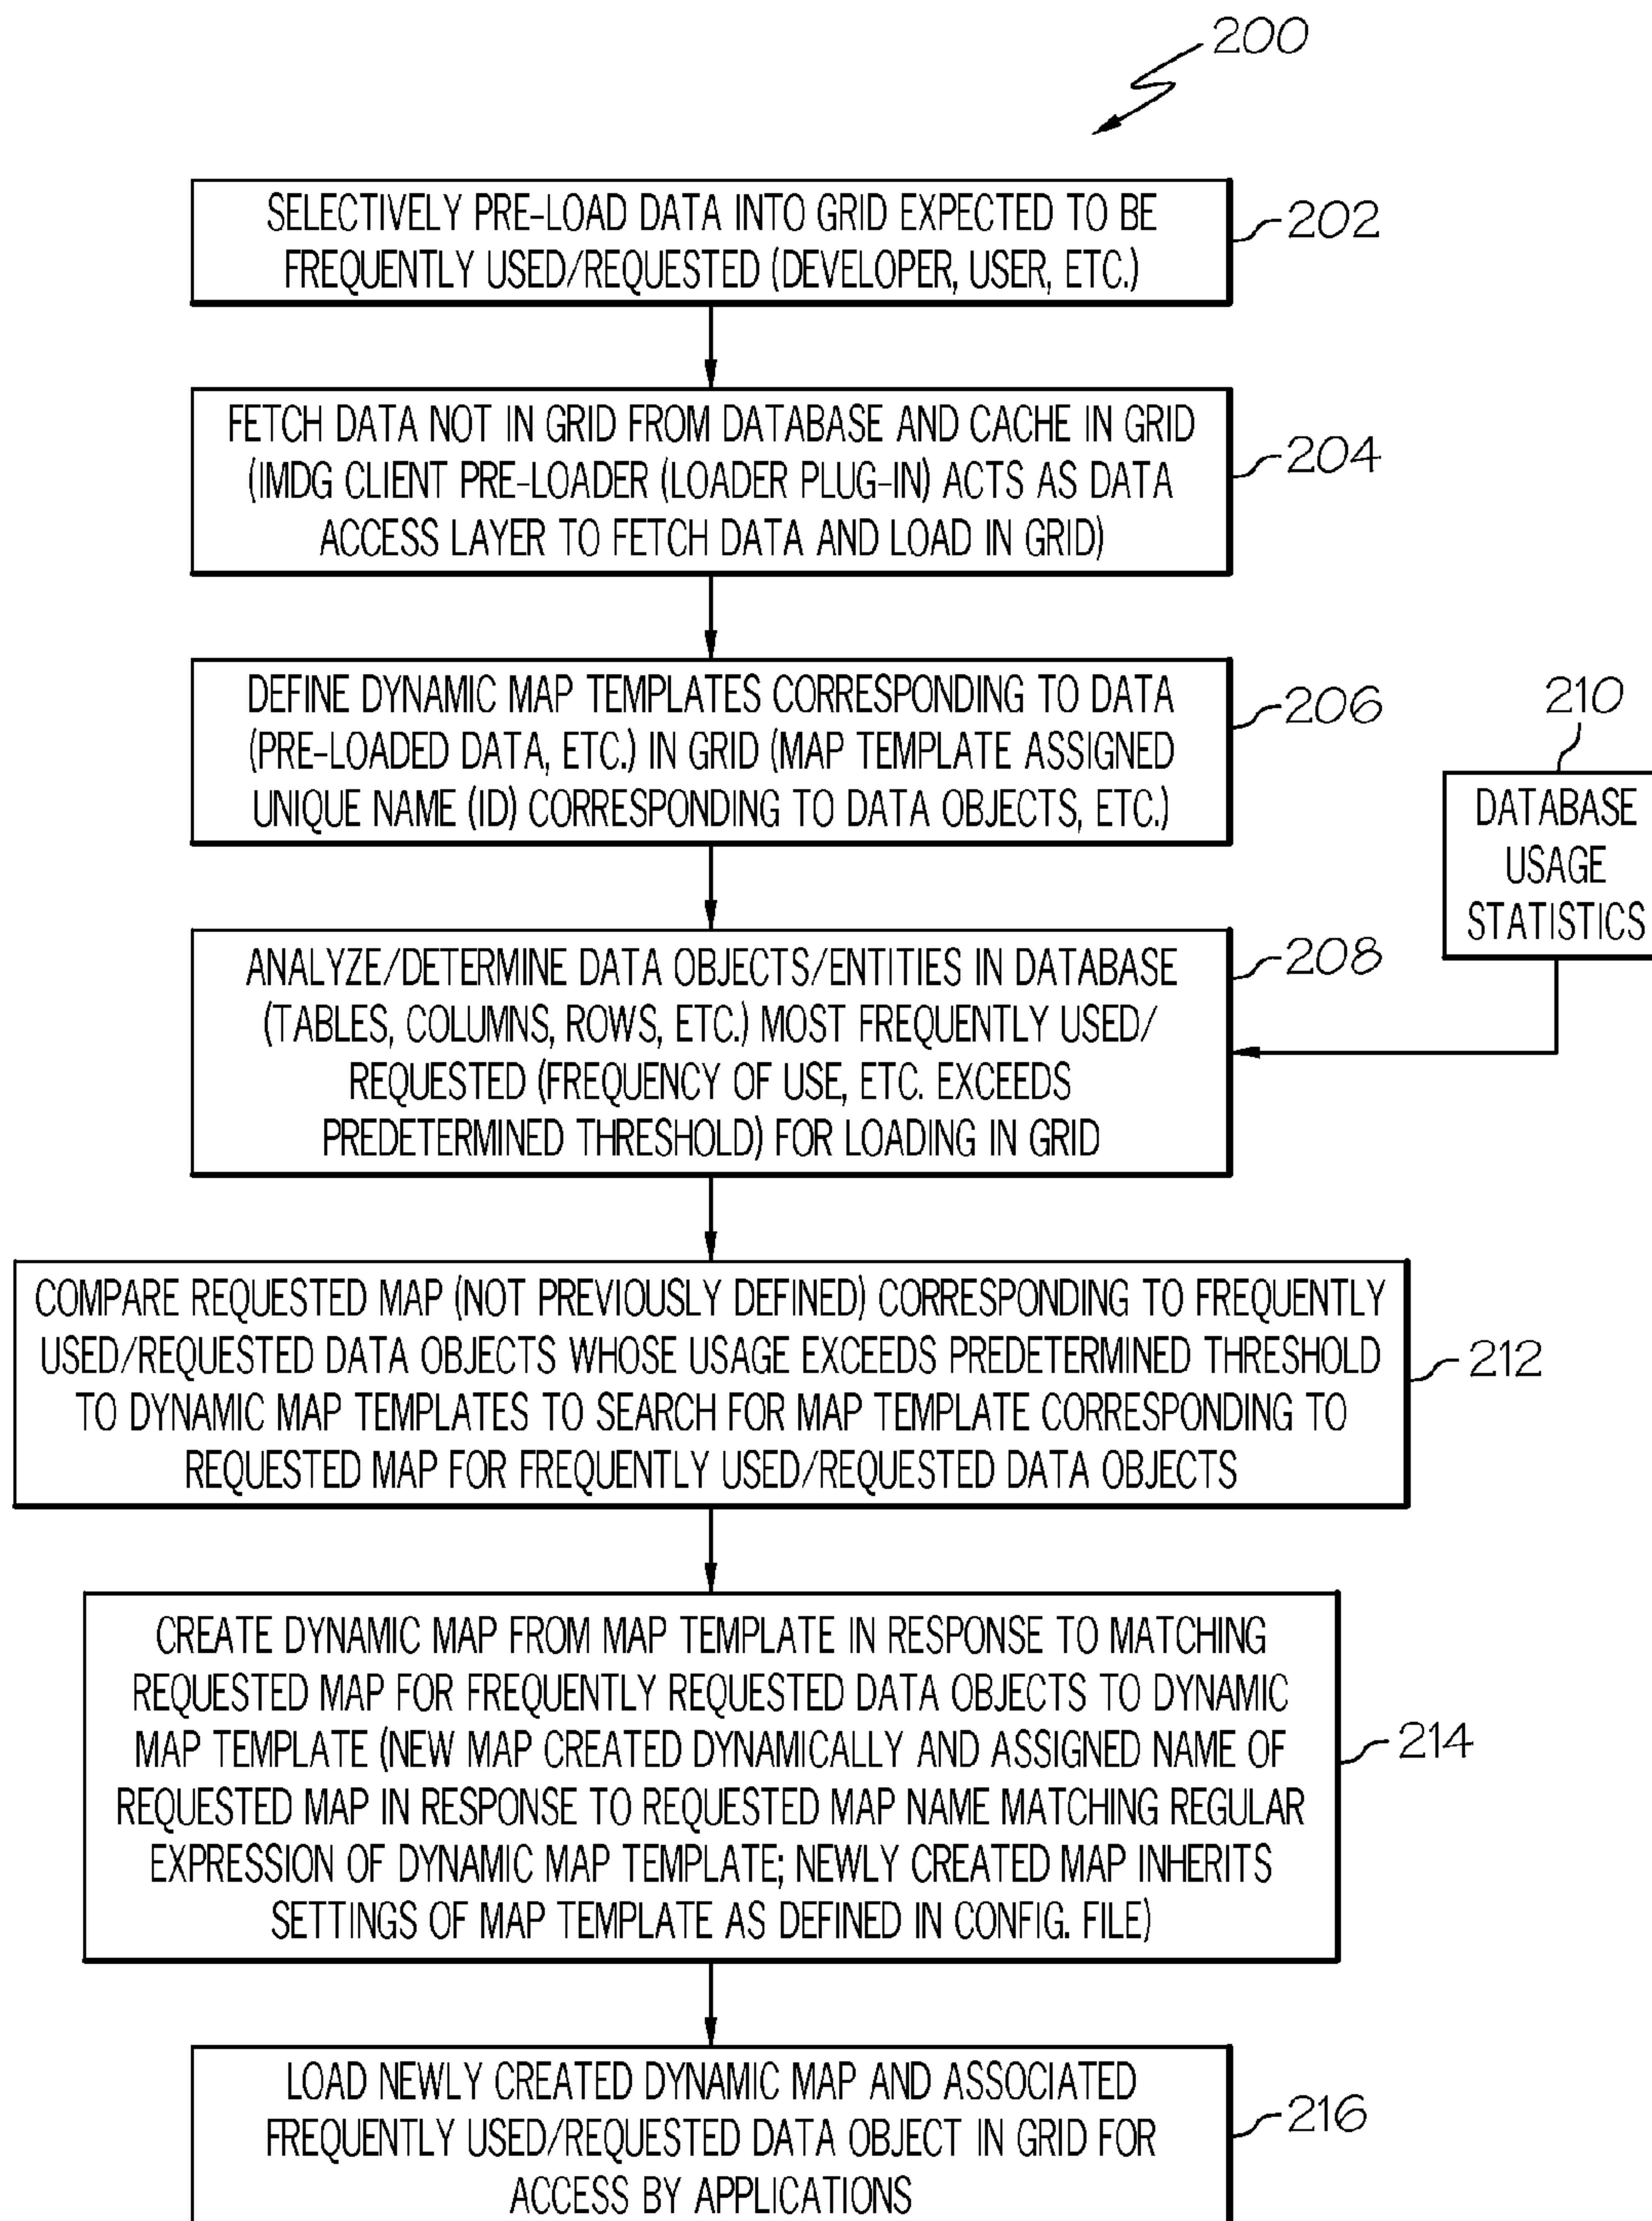 200
SELECTIVELY PRE-LOAD DATA INTO GRID EXPECTED TO BE
FREQUENTLY USED/REQUESTED (DEVELOPER, USER, ETC.)
202
FETCH DATA NOT IN GRID FROM DATABASE AND CACHE IN GRID
(IMDG CLIENT PRE-LOADER (LOADER PLUG-IN) ACTS AS DATA
ACCESS LAYER TO FETCH DATA AND LOAD IN GRID)
204
DEFINE DYNAMIC MAP TEMPLATES CORRESPONDING TO DATA
(PRE-LOADED DATA, ETC.) IN GRID (MAP TEMPLATE ASSIGNED
UNIQUE NAME (ID) CORRESPONDING TO DATA OBJECTS, ETC.)
206
210
DATABASE
USAGE
STATISTICS
ANALYZE/DETERMINE DATA OBJECTS/ENTITIES IN DATABASE
(TABLES, COLUMNS, ROWS, ETC.) MOST FREQUENTLY USED/
REQUESTED (FREQUENCY OF USE, ETC. EXCEEDS
PREDETERMINED THRESHOLD) FOR LOADING IN GRID
208
COMPARE REQUESTED MAP (NOT PREVIOUSLY DEFINED) CORRESPONDING TO FREQUENTLY
USED/REQUESTED DATA OBJECTS WHOSE USAGE EXCEEDS PREDETERMINED THRESHOLD
TO DYNAMIC MAP TEMPLATES TO SEARCH FOR MAP TEMPLATE CORRESPONDING TO
REQUESTED MAP FOR FREQUENTLY USED/REQUESTED DATA OBJECTS
212
CREATE DYNAMIC MAP FROM MAP TEMPLATE IN RESPONSE TO MATCHING
REQUESTED MAP FOR FREQUENTLY REQUESTED DATA OBJECTS TO DYNAMIC
MAP TEMPLATE (NEW MAP CREATED DYNAMICALLY AND ASSIGNED NAME OF
REQUESTED MAP IN RESPONSE TO REQUESTED MAP NAME MATCHING REGULAR
EXPRESSION OF DYNAMIC MAP TEMPLATE; NEWLY CREATED MAP INHERITS
SETTINGS OF MAP TEMPLATE AS DEFINED IN CONFIG. FILE)
214
LOAD NEWLY CREATED DYNAMIC MAP AND ASSOCIATED
FREQUENTLY USED/REQUESTED DATA OBJECT IN GRID FOR
ACCESS BY APPLICATIONS
216